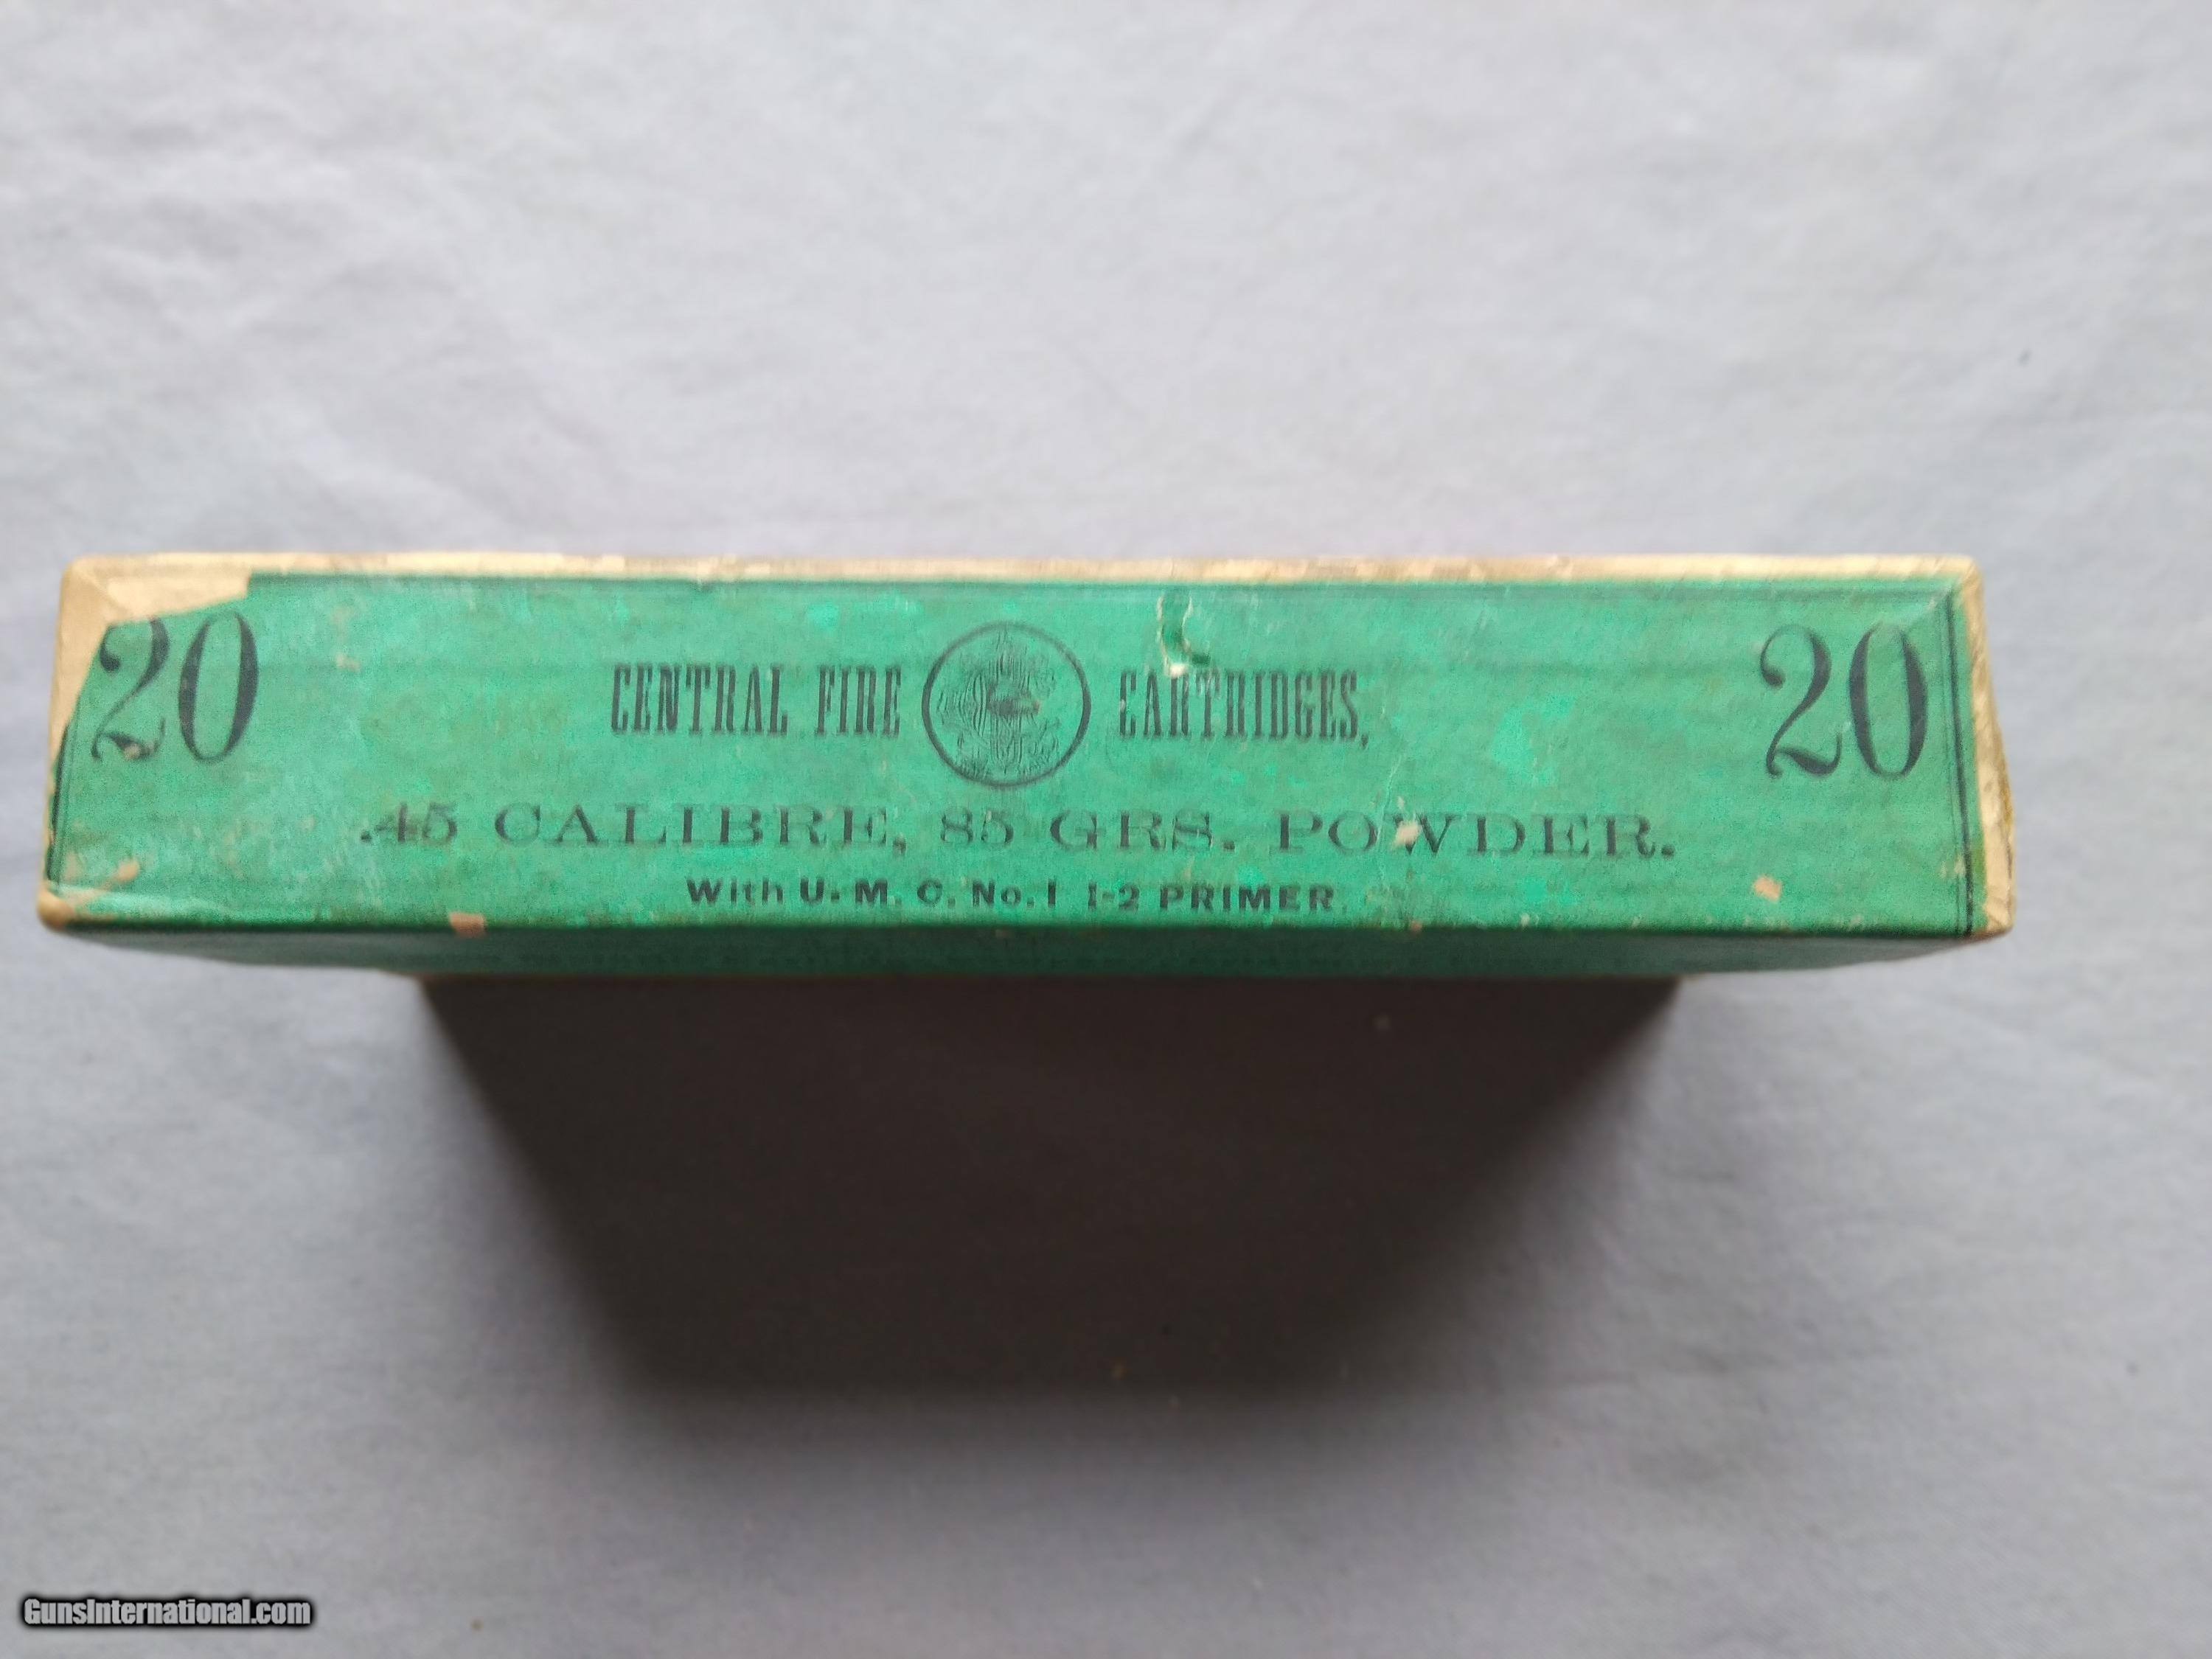 20 CENTRAL FIRE CARTRIDGES, 20
.45 CALIBRE, 85 GRS. POWDER.
With U. M. C. No. 1 1-2 PRIMER.
GunsInternational.com